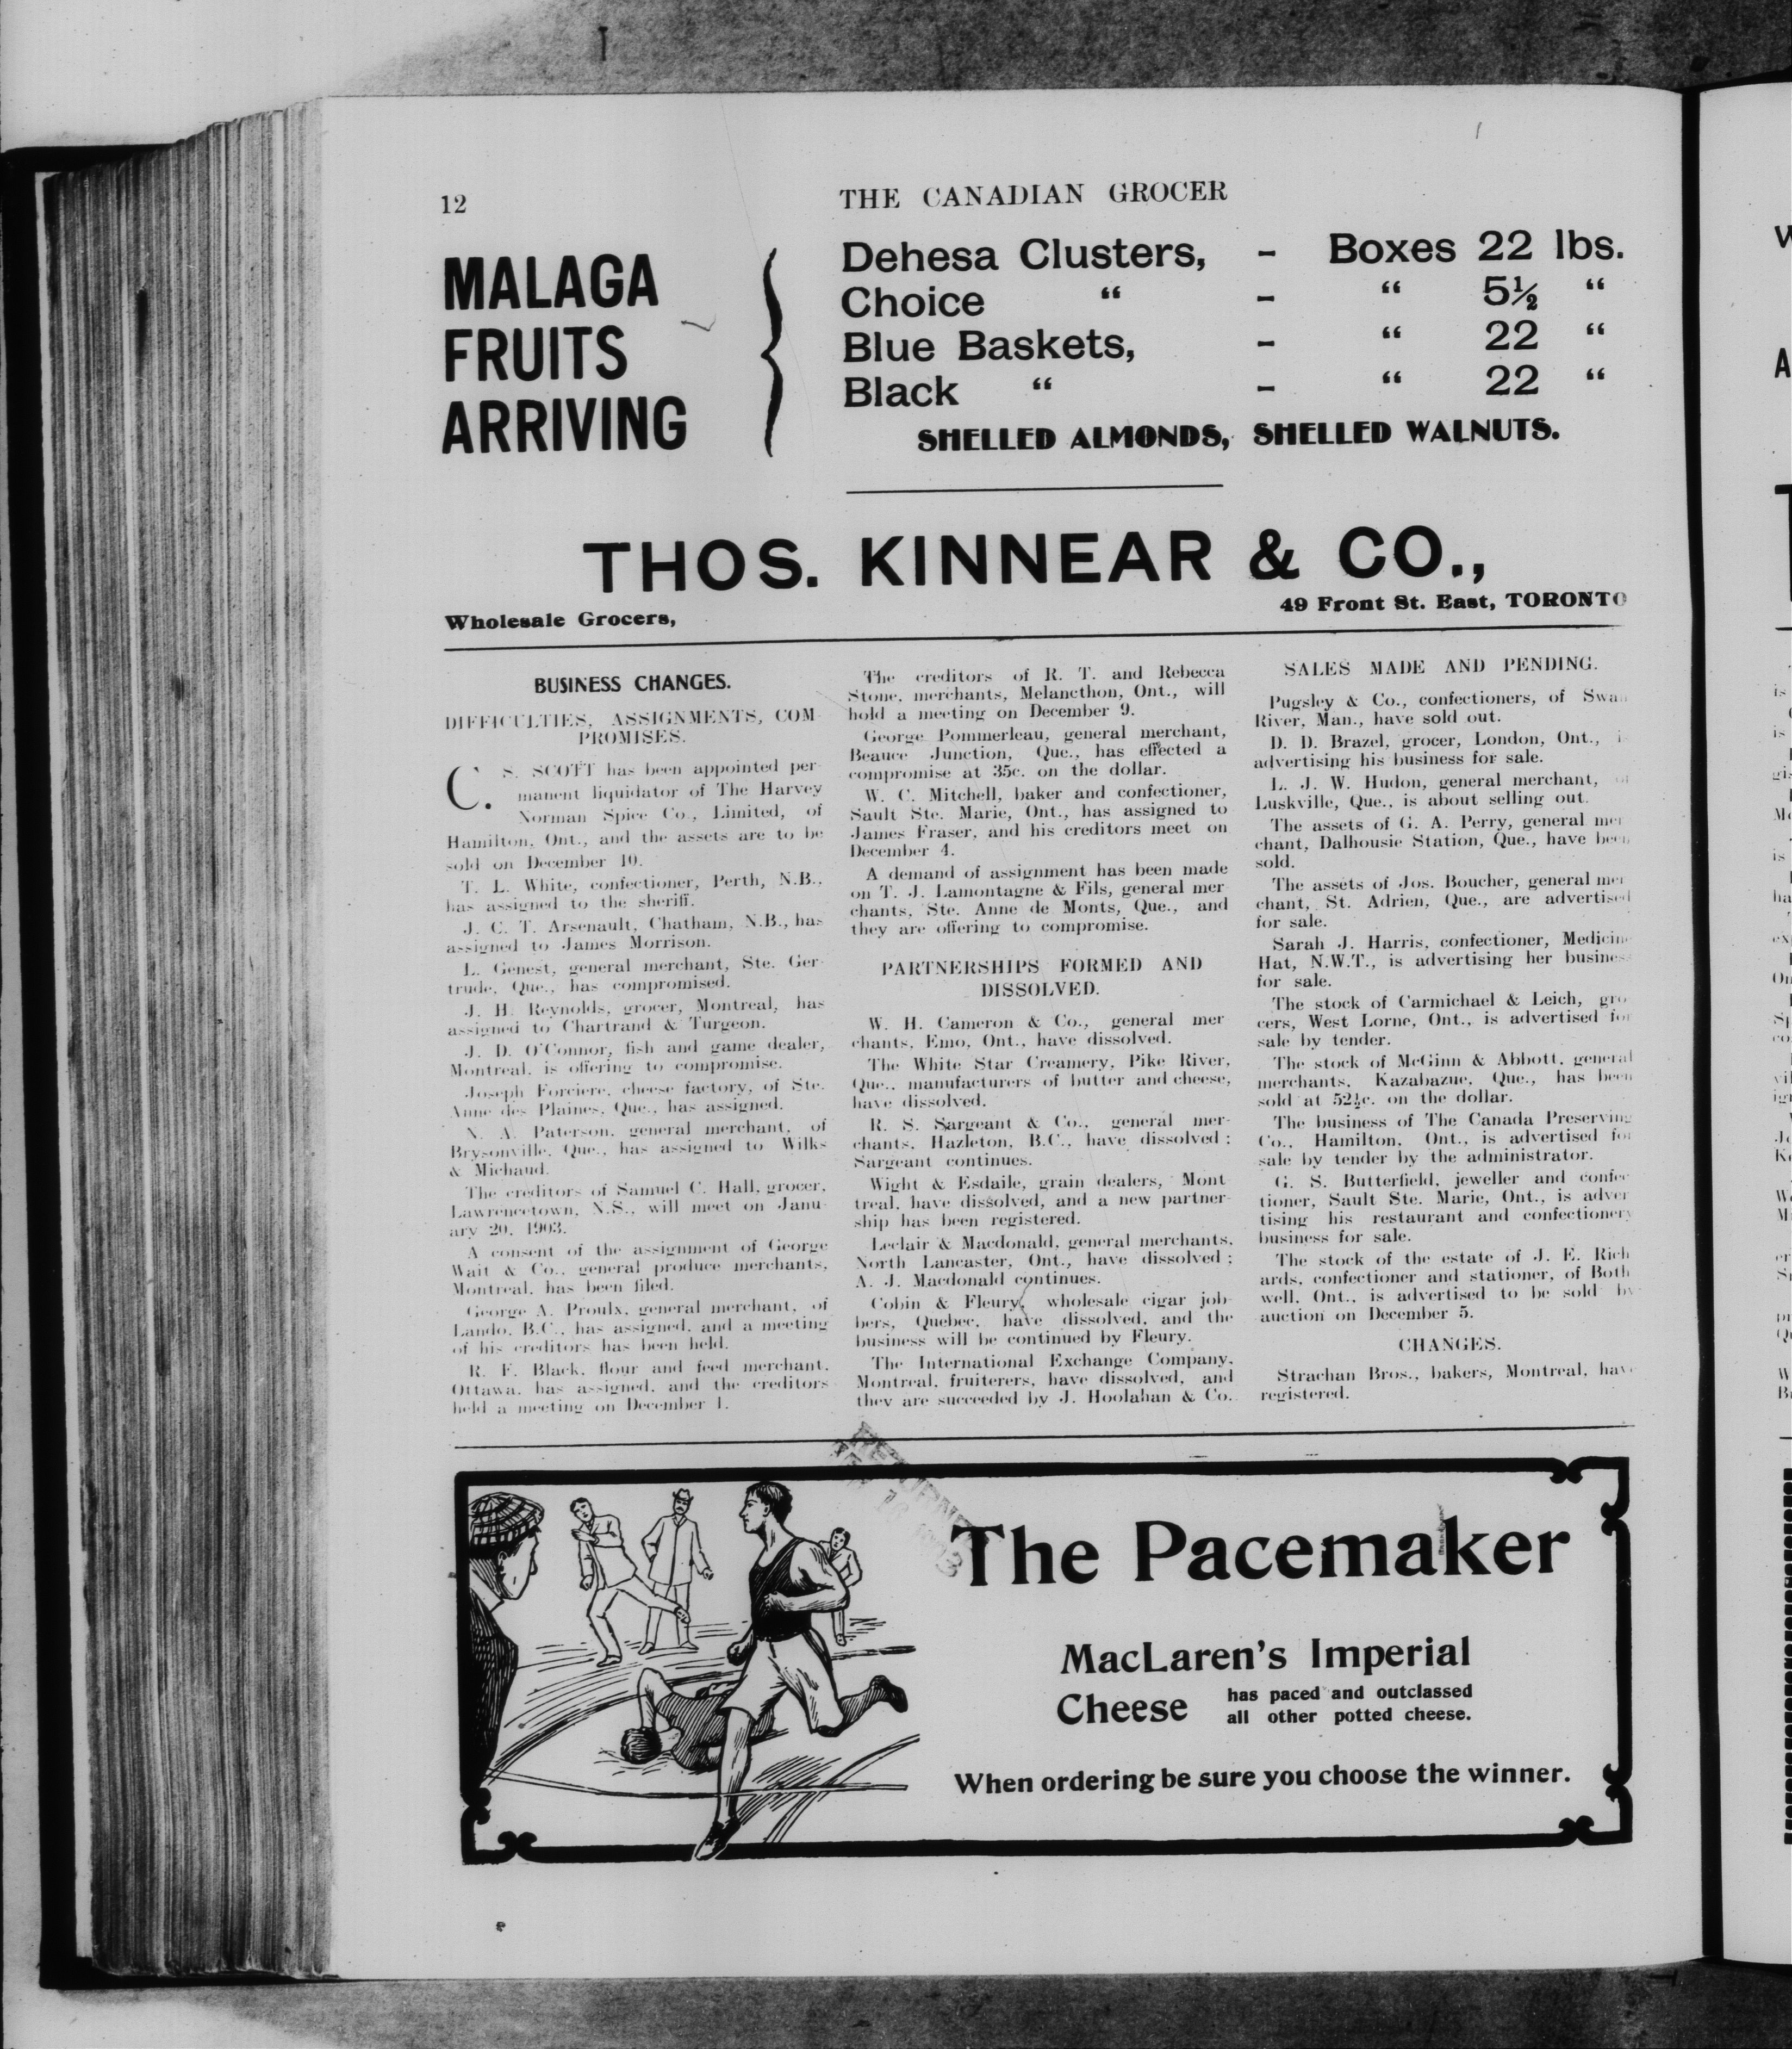 12
THE CANADIAN GROCER
MALAGA
FRUITS
ARRIVING
Dehesa Clusters, - Boxes 22 lbs.
Choice “ - “ 5½ “
Blue Baskets, - “ 22 “
Black “ - “ 22 “
SHELLED ALMONDS, SHELLED WALNUTS.
THOS. KINNEAR & CO.,
Wholesale Grocers,
49 Front St. East, TORONTO
BUSINESS CHANGES.
DIFFICULTIES, ASSIGNMENTS, COM-
PROMISES.
C. S. SCOTT has been appointed per-
manent liquidator of The Harvey
Norman Spice Co., Limited, of
Hamilton, Ont., and the assets are to be
sold on December 10.
T. L. White, confectioner, Perth, N.B.,
has assigned to the sheriff.
J. C. T. Arsenault, Chatham, N.B., has
assigned to James Morrison.
L. Genest, general merchant, Ste. Ger-
trude, Que., has compromised.
J. H. Reynolds, grocer, Montreal, has
assigned to Chartrand & Turgeon.
J. D. O'Connor, fish and game dealer,
Montreal, is offering to compromise.
Joseph Forciere, cheese factory, of Ste.
Anne des Plaines, Que., has assigned.
N. A. Paterson, general merchant, of
Brysonville, Que., has assigned to Wilks
& Michaud.
The creditors of Samuel C. Hall, grocer,
Lawrencetown, N.S., will meet on Janu-
ary 20, 1903.
A consent of the assignment of George
Wait & Co., general produce merchants,
Montreal, has been filed.
George A. Proulx, general merchant, of
Lando, B.C., has assigned, and a meeting
of his creditors has been held.
R. F. Black, flour and feed merchant,
Ottawa, has assigned, and the creditors
held a meeting on December 1.
The creditors of R. T. and Rebecca
Stone, merchants, Melancthon, Ont., will
hold a meeting on December 9.
George Pommerleau, general merchant,
Beauce Junction, Que., has effected a
compromise at 35c. on the dollar.
W. C. Mitchell, baker and confectioner,
Sault Ste. Marie, Ont., has assigned to
James Fraser, and his creditors meet on
December 4.
A demand of assignment has been made
on T. J. Lamontagne & Fils, general mer-
chants, Ste. Anne de Monts, Que., and
they are offering to compromise.
PARTNERSHIPS FORMED AND
DISSOLVED.
W. H. Cameron & Co., general mer-
chants, Emo, Ont., have dissolved.
The White Star Creamery, Pike River,
Que., manufacturers of butter and cheese,
have dissolved.
R. S. Sargeant & Co., general mer-
chants, Hazleton, B.C., have dissolved;
Sargeant continues.
Wight & Esdaile, grain dealers, Mont-
treal, have dissolved, and a new partner-
ship has been registered.
Leclair & Macdonald, general merchants,
North Lancaster, Ont., have dissolved;
A. J. Macdonald continues.
Cobin & Fleury, wholesale cigar job-
bers, Quebec, have dissolved, and the
business will be continued by Fleury.
The International Exchange Company,
Montreal, fruiterers, have dissolved, and
they are succeeded by J. Hoolahan & Co.
SALES MADE AND PENDING.
Pugsley & Co., confectioners, of Swan
River, Man., have sold out.
D. D. Brazel, grocer, London, Ont., i
advertising his business for sale.
L. J. W. Hudon, general merchant, of
Luskville, Que., is about selling out.
The assets of G. A. Perry, general mer
chant, Dalhousie Station, Que., have been
sold.
The assets of Jos. Boucher, general mer
chant, St. Adrien, Que., are advertised
for sale.
Sarah J. Harris, confectioner, Medicine
Hat, N.W.T., is advertising her business
for sale.
The stock of Carmichael & Leich, gro
cers, West Lorne, Ont., is advertised for
sale by tender.
The stock of McGinn & Abbott, general
merchants, Kazabazuc, Que., has been
sold at 52½c. on the dollar.
The business of The Canada Preserving
Co., Hamilton, Ont., is advertised for
sale by tender by the administrator.
G. S. Butterfield, jeweller and confec
tioner, Sault Ste. Marie, Ont., is adver
tising his restaurant and confectionery
business for sale.
The stock of the estate of J. E. Rich
ards, confectioner and stationer, of Both
well, Ont., is advertised to be sold by
auction on December 5.
CHANGES.
Strachan Bros., bakers, Montreal, have
registered.
The Pacemaker
MacLaren's Imperial
Cheese has paced and outclassed
all other potted cheese.
When ordering be sure you choose the winner.